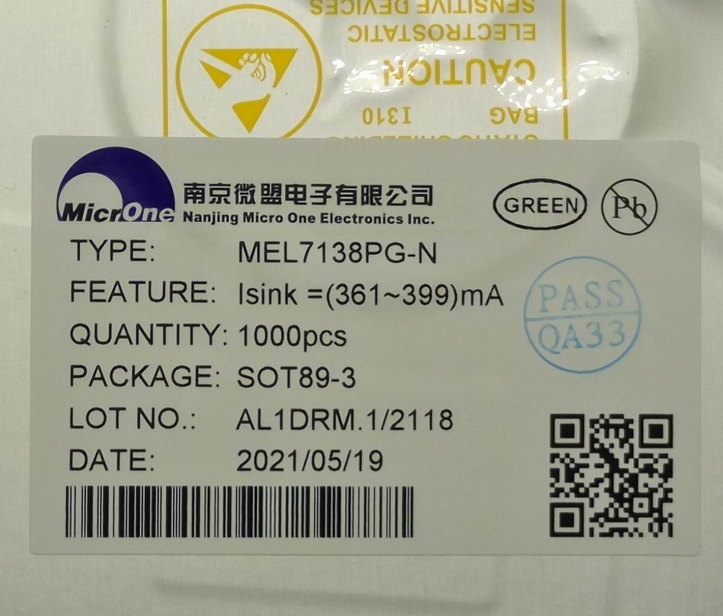 SENSITIVE DEVICES
ELECTROSTATIC
CAUTION
BAG 1310
MicrOne
南京微盟电子有限公司
Nanjing Micro One Electronics Inc.
GREEN
Pb
TYPE: MEL7138PG-N
FEATURE: Isink =(361~399)mA
QUANTITY: 1000pcs
PACKAGE: SOT89-3
LOT NO.: AL1DRM.1/2118
DATE: 2021/05/19
PASS
QA33